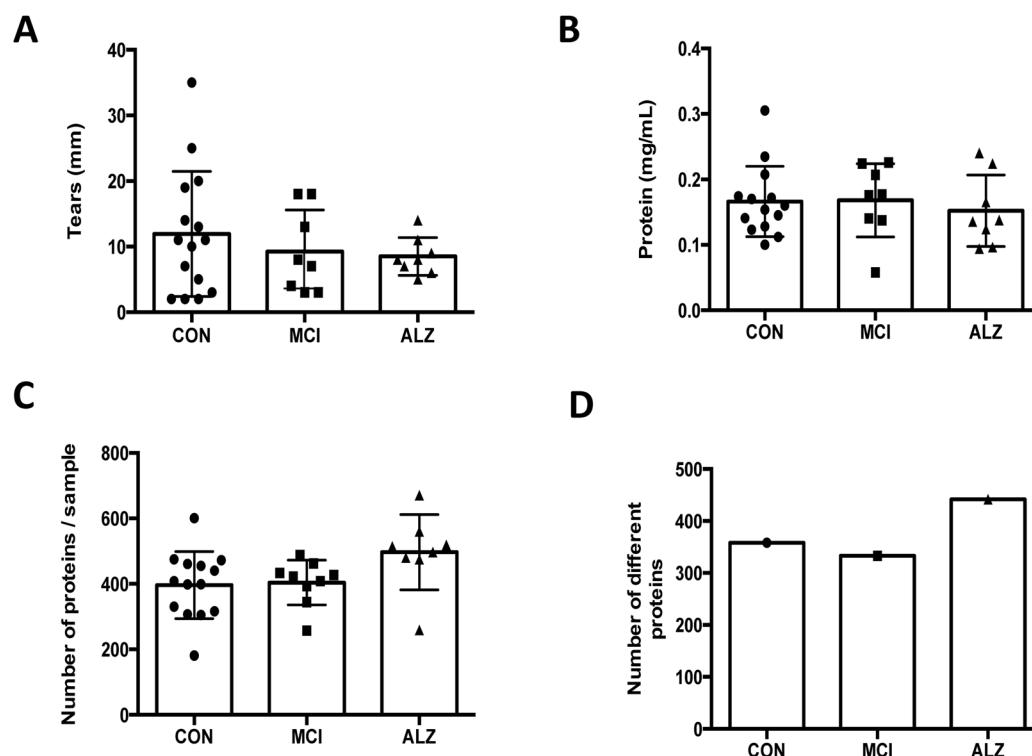 A
Tears (mm)
40
30
20
10
0
CON MCI ALZ
B
Protein (mg/mL)
0.4
0.3
0.2
0.1
0.0
CON MCI ALZ
C
Number of proteins / sample
800
600
400
200
0
CON MCI ALZ
D
Number of different
proteins
500
400
300
200
100
0
CON MCI ALZ